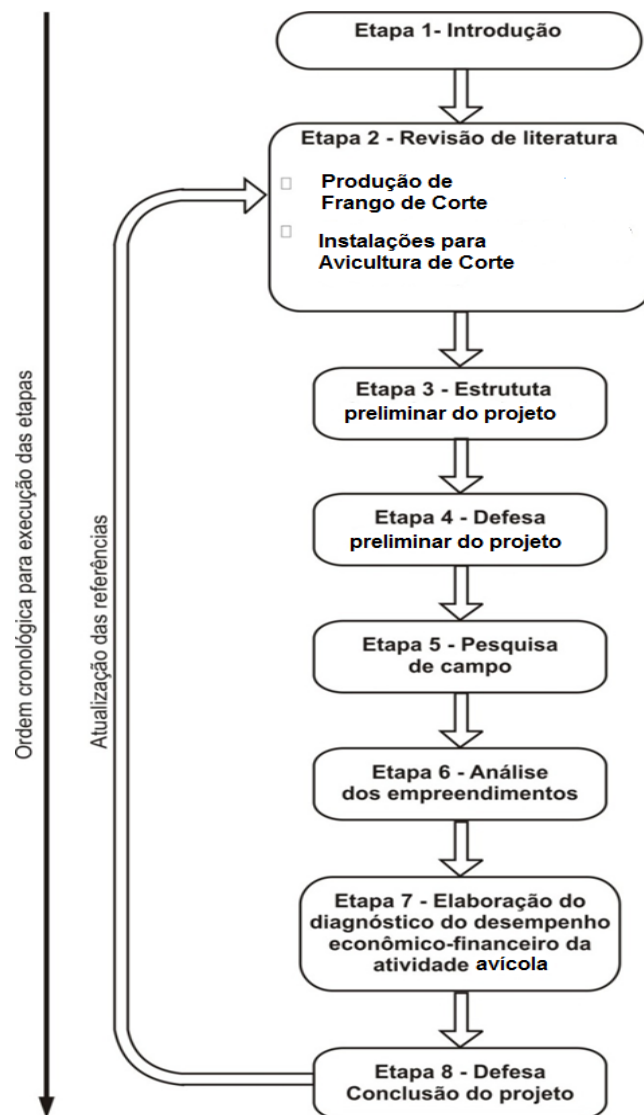 Etapa 1- Introdução
Etapa 2 - Revisão de literatura
Produção de
Frango de Corte
Instalações para
Avicultura de Corte
Etapa 3 - Estrututa
preliminar do projeto
Etapa 4 - Defesa
preliminar do projeto
Etapa 5 - Pesquisa
de campo
Etapa 6 - Análise
dos empreendimentos
Etapa 7 - Elaboração do
diagnóstico do desempenho
econômico-financeiro da
atividade avícola
Etapa 8 - Defesa
Conclusão do projeto
Ordem cronológica para execução das etapas
Atualização das referências